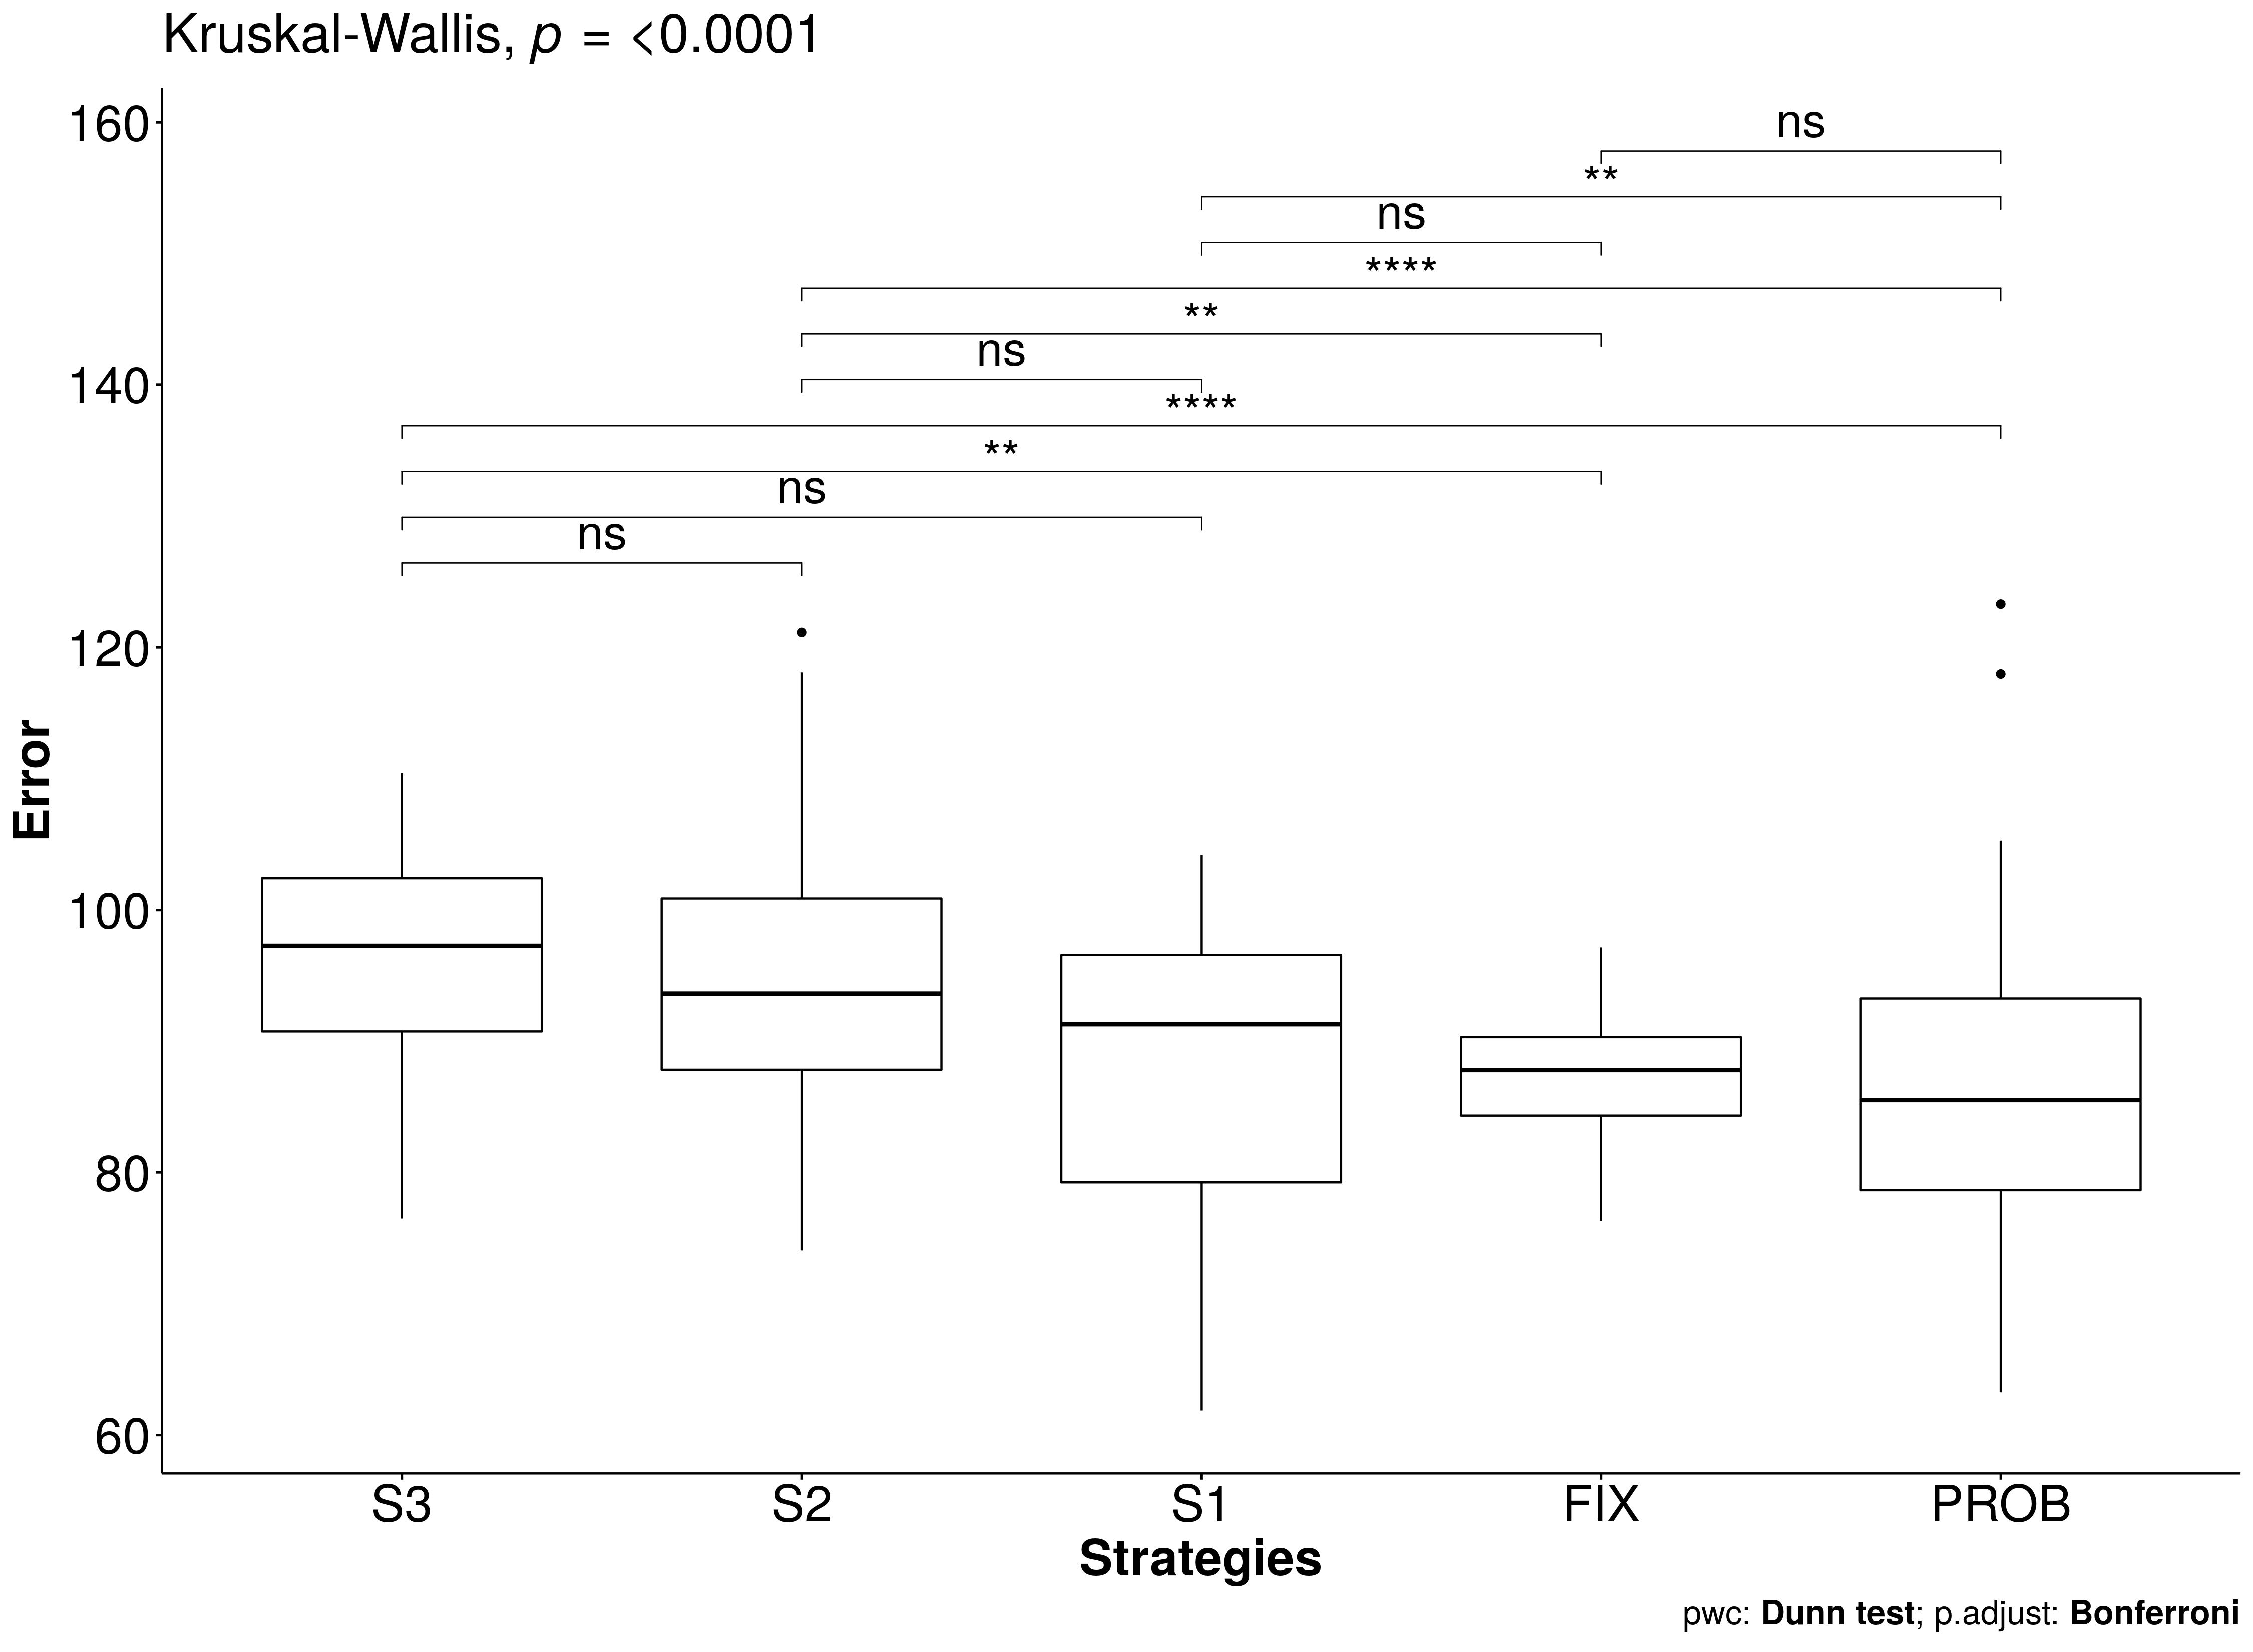 Kruskal-Wallis, p = <0.0001
160
140
120
100
80
60
Error
ns
**
ns
****
**
ns
****
**
ns
ns
S3 S2 S1 FIX PROB
Strategies
pwc: Dunn test; p.adjust: Bonferroni